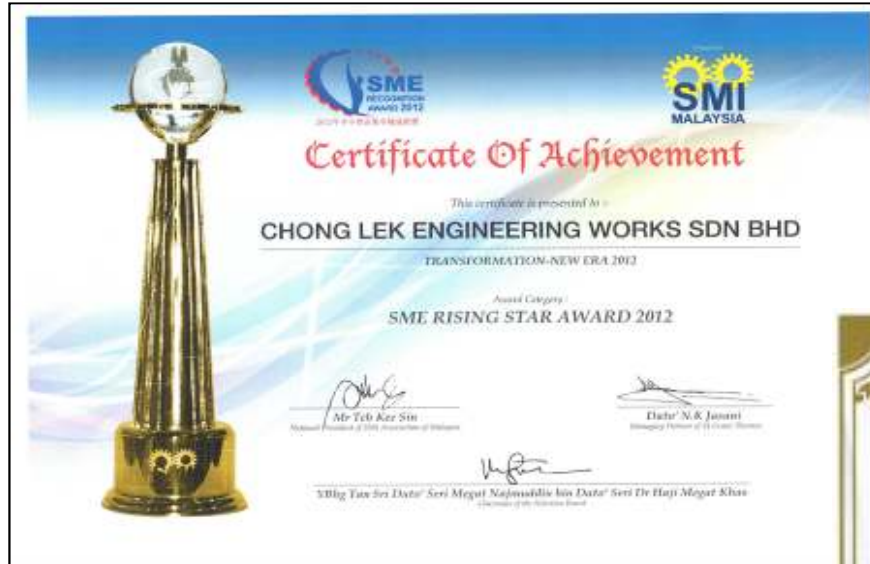 SME
RECOGNITION
AWARD 2012
SMI
MALAYSIA
Certificate Of Achievement
This certificate is presented to :
CHONG LEK ENGINEERING WORKS SDN BHD
TRANSFORMATION-NEW ERA 2012
Award Category:
SME RISING STAR AWARD 2012
Mr Teh Kee Sin
Dato' N.K Jasani
YBhg Tan Sri Dato' Seri Megat Najmuddin bin Dato' Seri Dr Haji Megat Khas